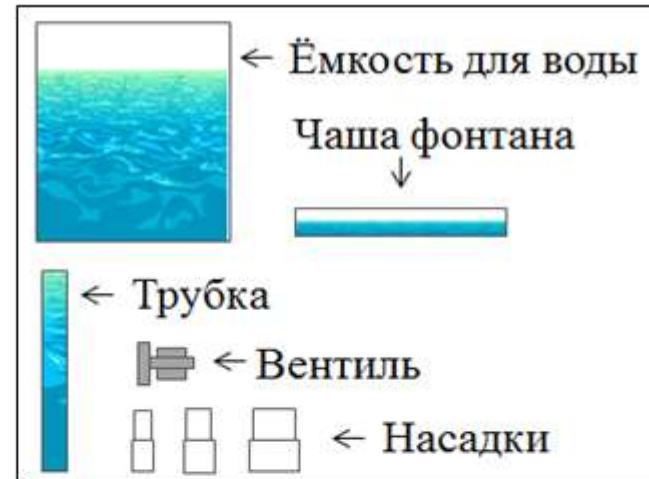 Ёмкость для воды
Чаша фонтана
Трубка
Вентиль
Насадки